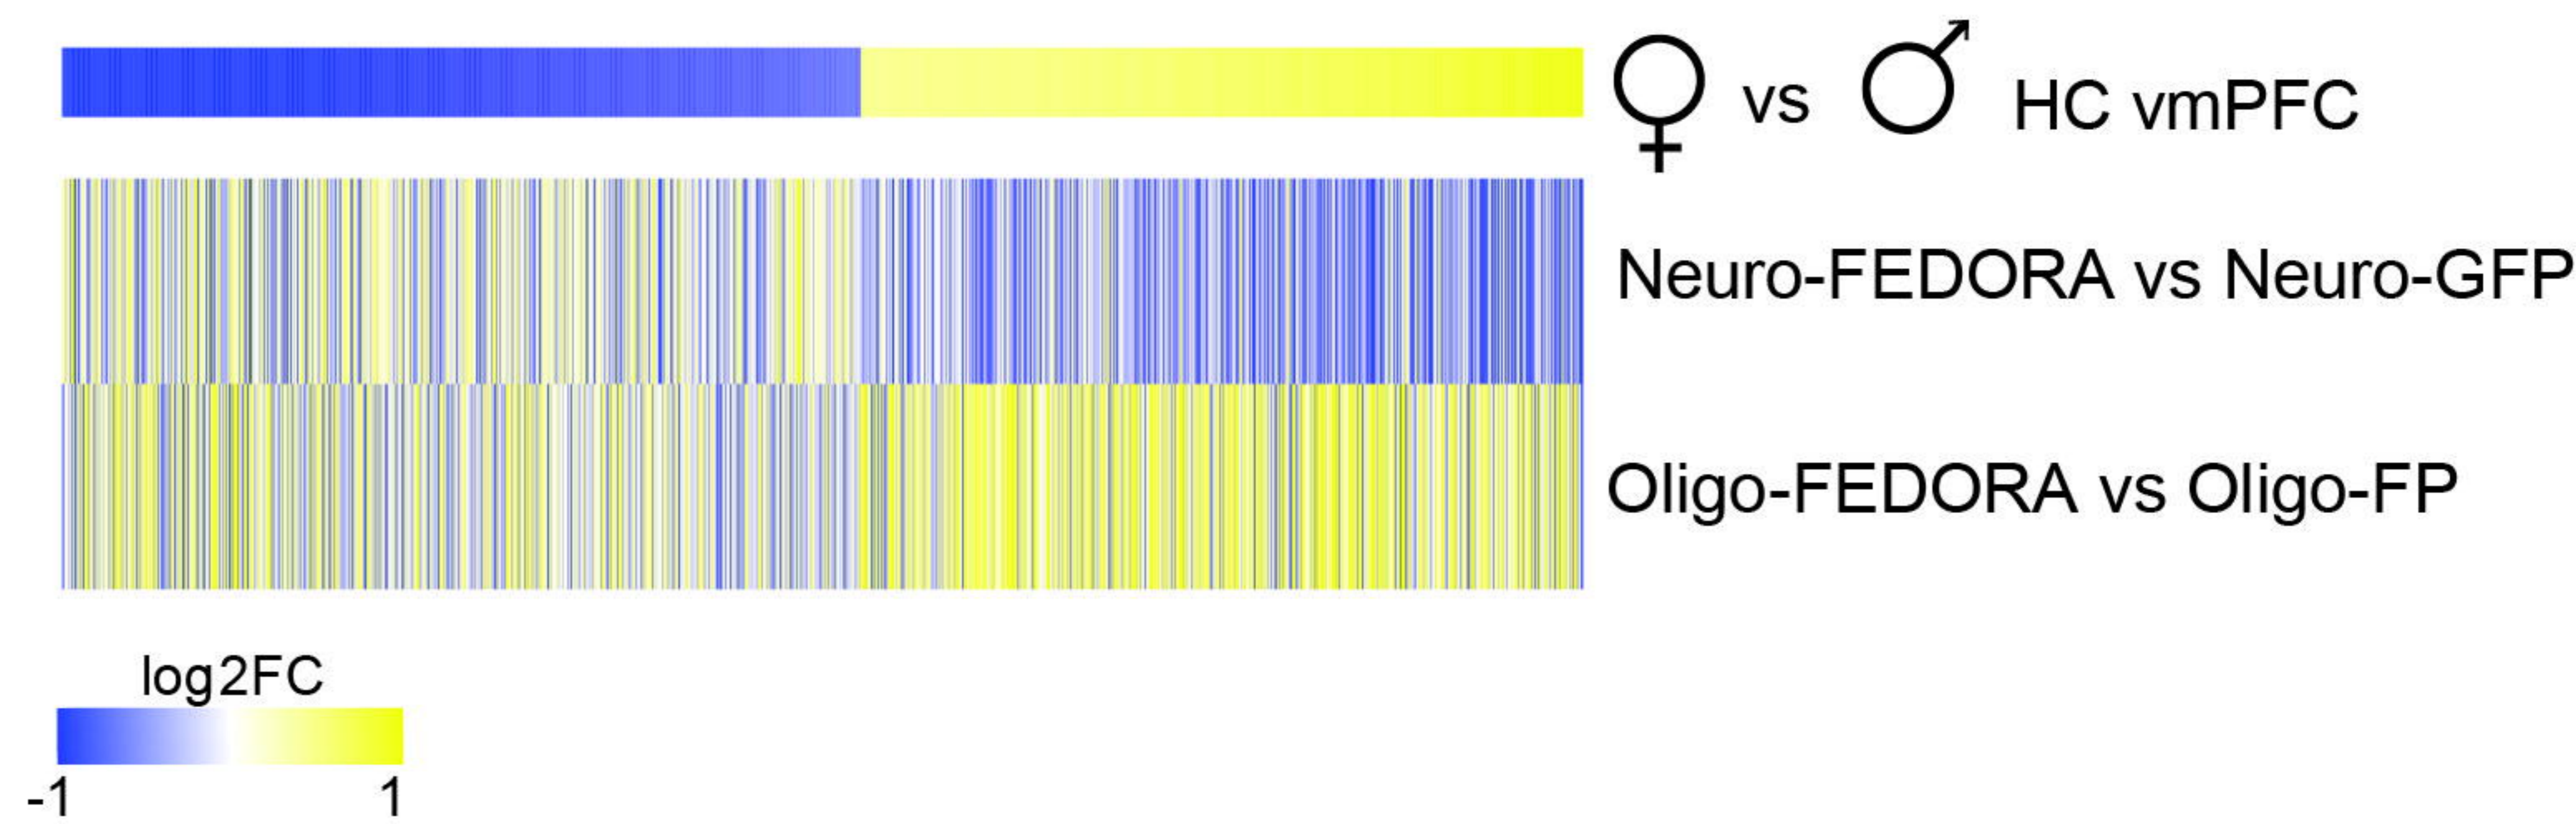 ♀ vs ♂ HC vmPFC
Neuro-FEDORA vs Neuro-GFP
Oligo-FEDORA vs Oligo-FP
log2FC
-1 1